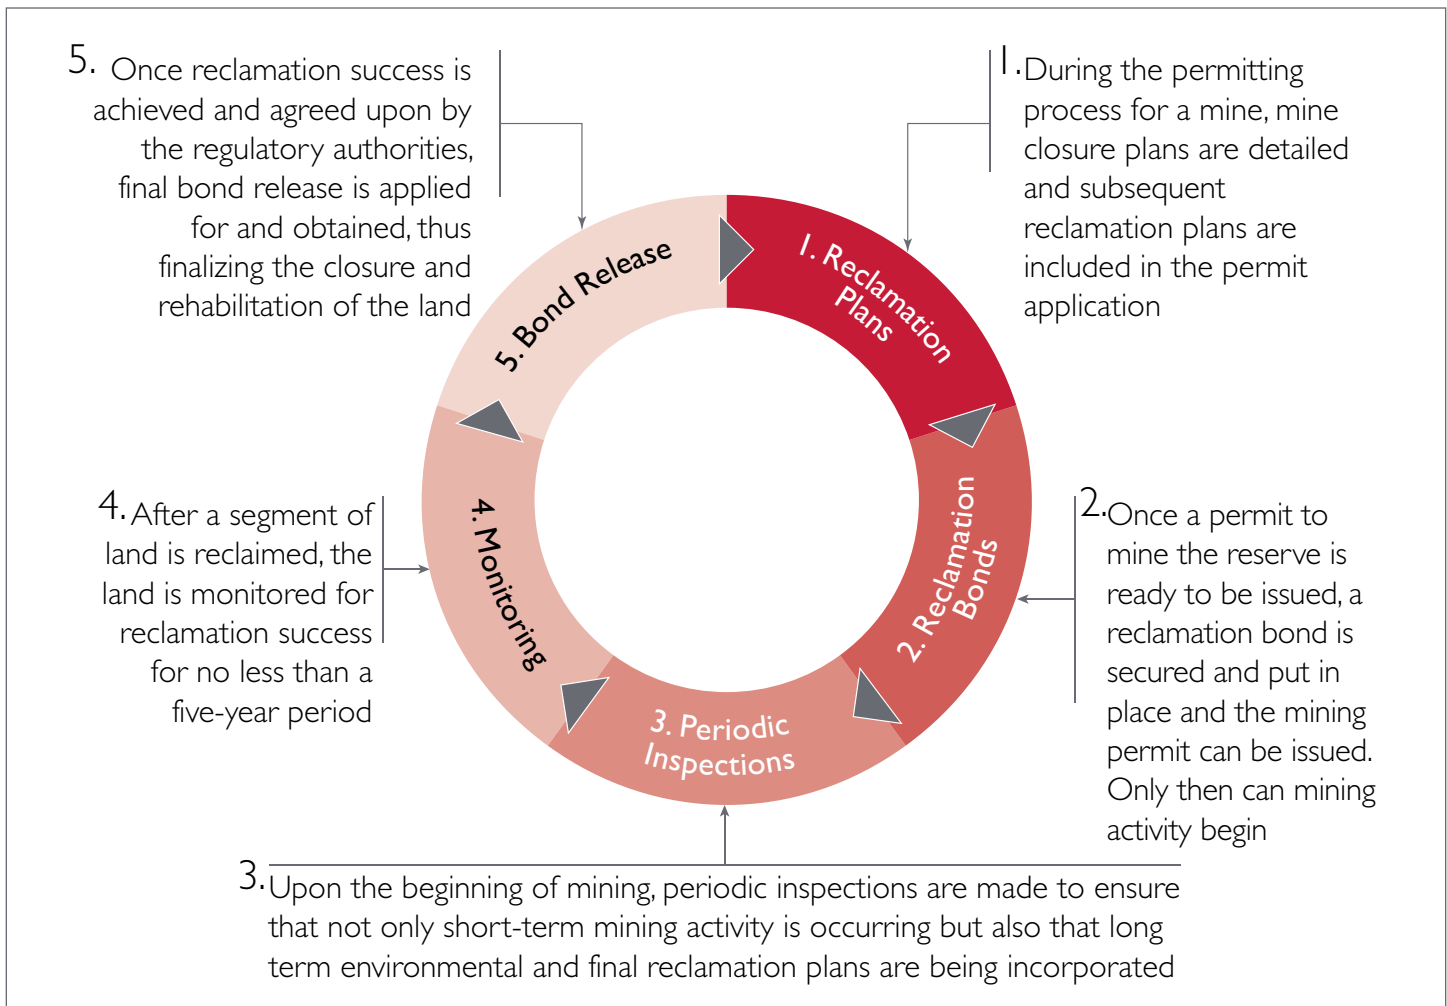 5. Once reclamation success is
achieved and agreed upon by
the regulatory authorities,
final bond release is applied
for and obtained, thus
finalizing the closure and
rehabilitation of the land
1. During the permitting
process for a mine, mine
closure plans are detailed
and subsequent
reclamation plans are
included in the permit
application
5. Bond Release
1. Reclamation
Plans
4. Monitoring
2. Reclamation
Bonds
3. Periodic
Inspections
4. After a segment of
land is reclaimed, the
land is monitored for
reclamation success
for no less than a
five-year period
2. Once a permit to
mine the reserve is
ready to be issued, a
reclamation bond is
secured and put in
place and the mining
permit can be issued.
Only then can mining
activity begin
3. Upon the beginning of mining, periodic inspections are made to ensure
that not only short-term mining activity is occurring but also that long
term environmental and final reclamation plans are being incorporated